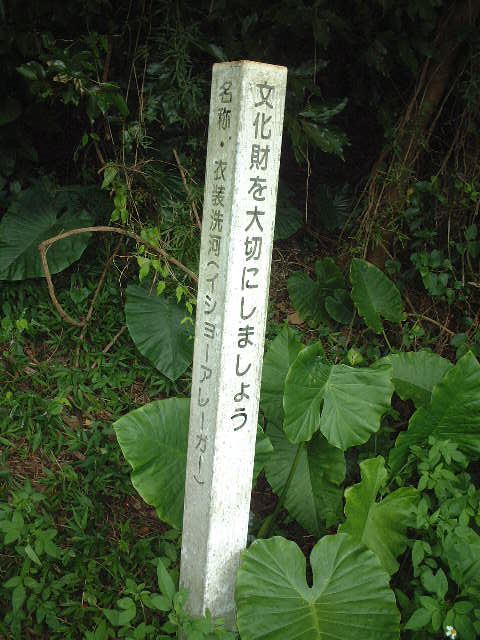 文化財を大切にしましょう
名称・衣装洗河(イショーアレーガー)